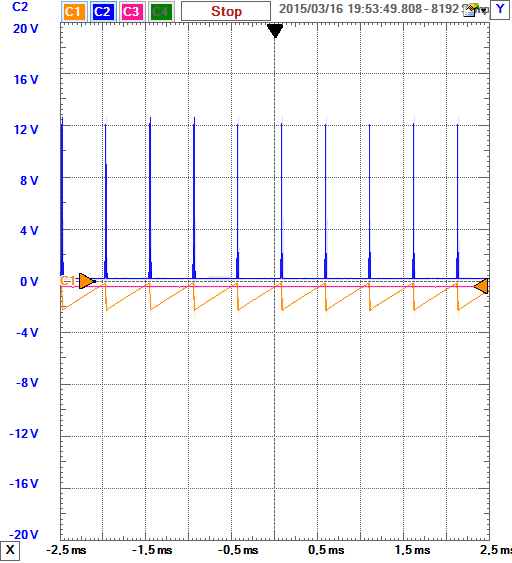 C2 C1 C2 C3 C4 Stop 2015/03/16 19:53:49.808 - 8192 Y
20 V
16 V
12 V
8 V
4 V
C1 0 V
-4 V
-8 V
-12 V
-16 V
-20 V
X -2,5 ms -1,5 ms -0,5 ms 0,5 ms 1,5 ms 2,5 ms